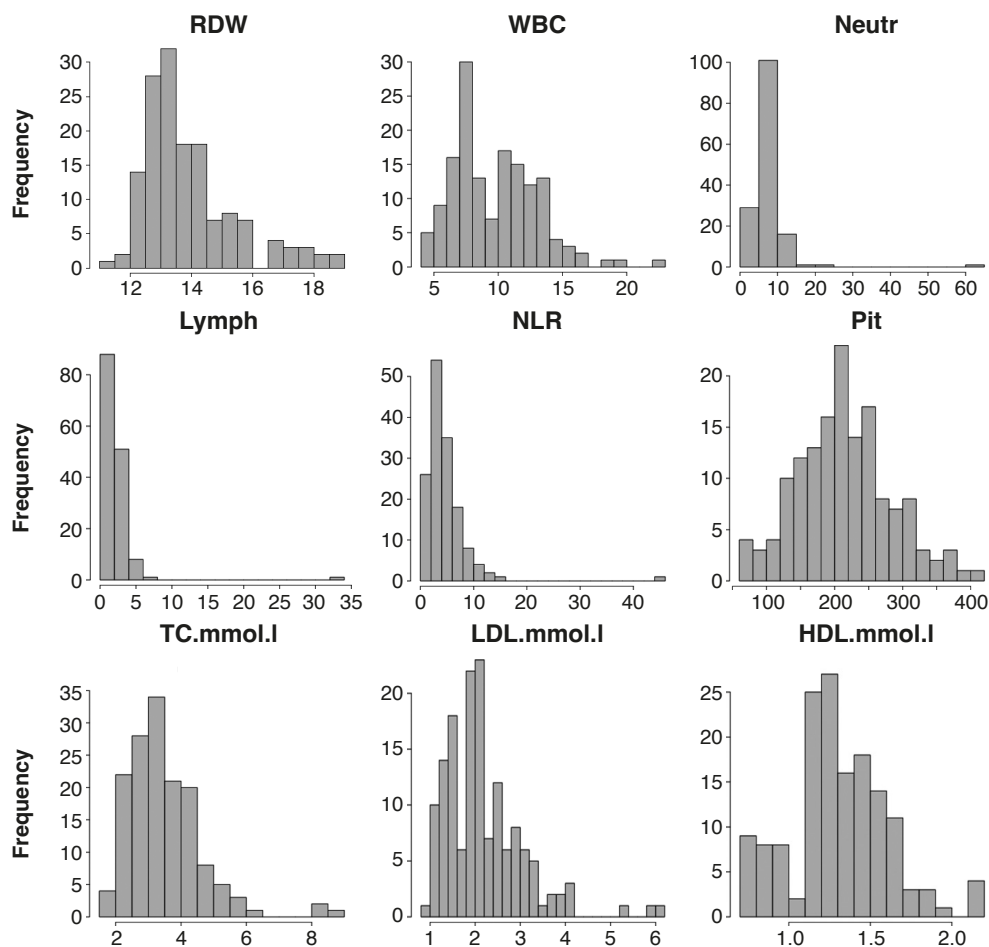 RDW WBC Neutr
30 25 20 15 10 5 0
30 25 20 15 10 5 0
100 80 60 40 20 0
Frequency
12 14 16 18
5 10 15 20
0 10 20 30 40 50 60
Lymph NLR Pit
80 60 40 20 0
50 40 30 20 10 0
20 15 10 5 0
Frequency
0 5 10 15 20 25 30 35
0 10 20 30 40
100 200 300 400
TC.mmol.l LDL.mmol.l HDL.mmol.l
35 30 25 20 15 10 5 0
20 15 10 5 0
25 20 15 10 5 0
Frequency
2 4 6 8
1 2 3 4 5 6
1.0 1.5 2.0